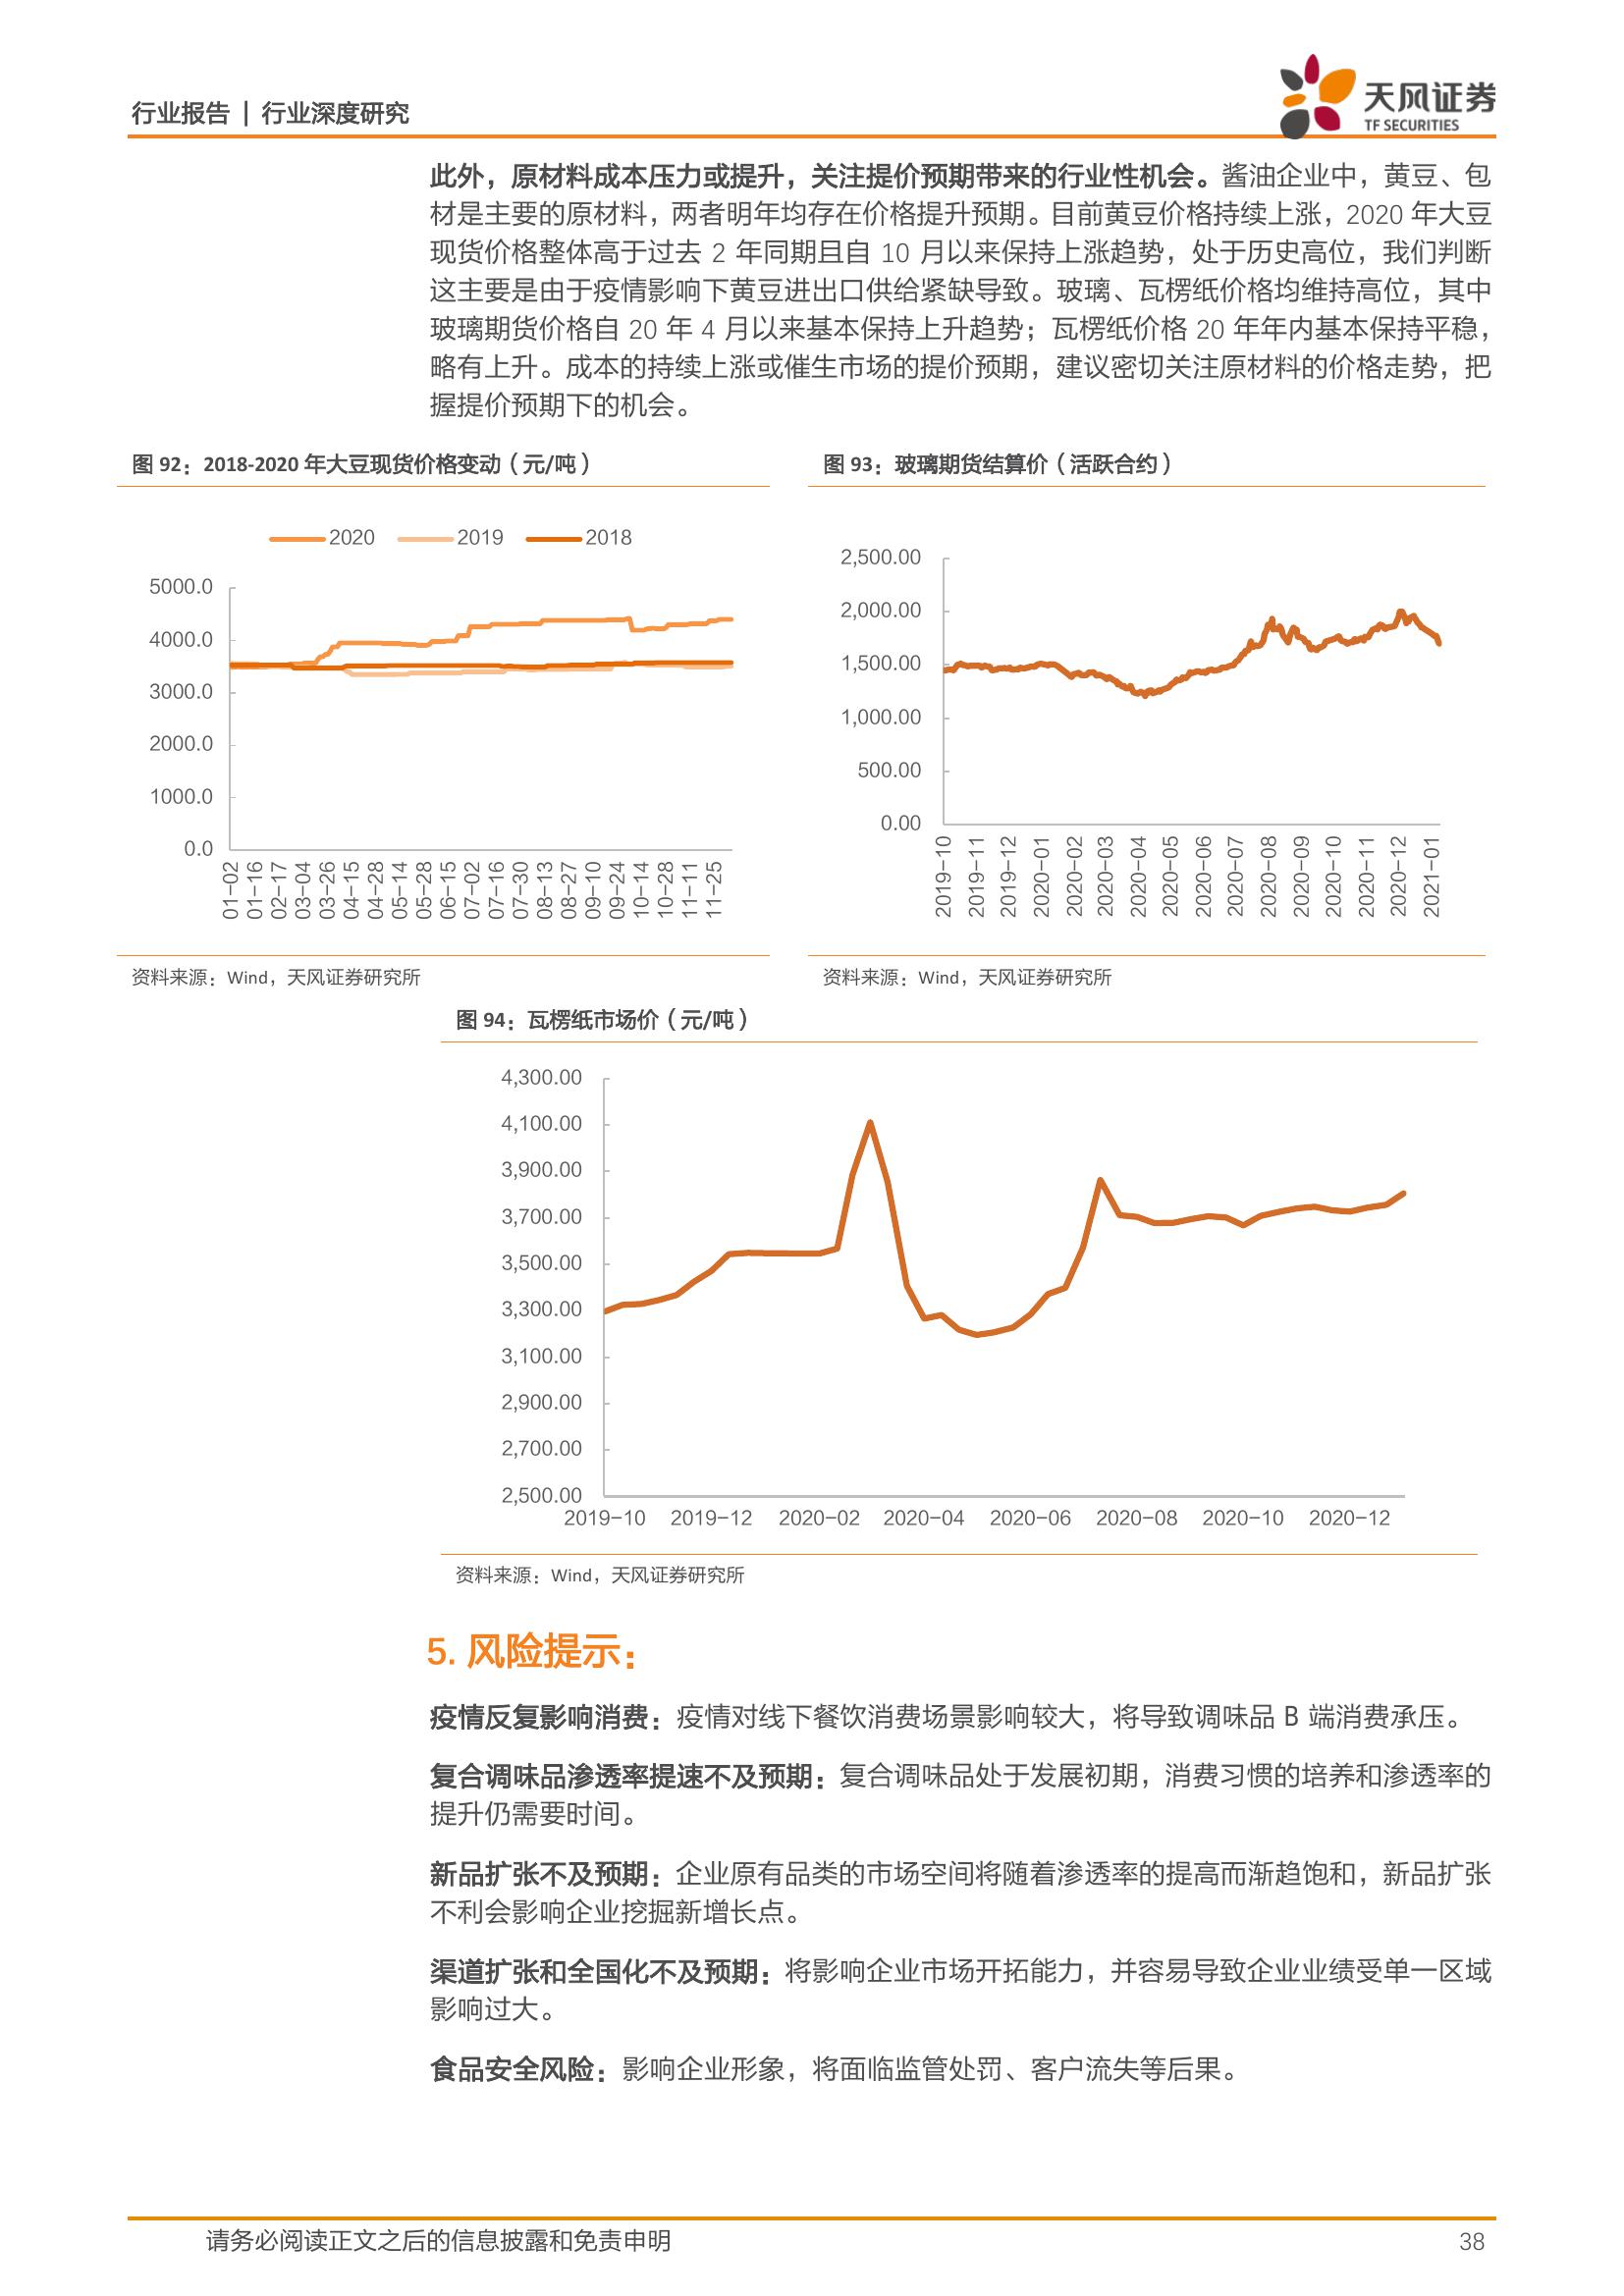 行业报告 | 行业深度研究
天风证券
TF SECURITIES
此外，原材料成本压力或提升，关注提价预期带来的行业性机会。酱油企业中，黄豆、包
材是主要的原材料，两者明年均存在价格提升预期。目前黄豆价格持续上涨，2020 年大豆
现货价格整体高于过去 2 年同期且自 10 月以来保持上涨趋势，处于历史高位，我们判断
这主要是由于疫情影响下黄豆进出口供给紧缺导致。玻璃、瓦楞纸价格均维持高位，其中
玻璃期货价格自 20 年 4 月以来基本保持上升趋势；瓦楞纸价格 20 年年内基本保持平稳，
略有上升。成本的持续上涨或催生市场的提价预期，建议密切关注原材料的价格走势，把
握提价预期下的机会。
图 92：2018-2020 年大豆现货价格变动（元/吨）
2020 2019 2018
5000.0
4000.0
3000.0
2000.0
1000.0
0.0
01-02 01-16 02-17 03-04 03-26 04-15 04-28 05-14 05-28 06-15 07-02 07-16 07-30 08-13 08-27 09-10 09-24 10-14 10-28 11-11 11-25
资料来源：Wind，天风证券研究所
图 93：玻璃期货结算价（活跃合约）
2,500.00
2,000.00
1,500.00
1,000.00
500.00
0.00
2019-10 2019-11 2019-12 2020-01 2020-02 2020-03 2020-04 2020-05 2020-06 2020-07 2020-08 2020-09 2020-10 2020-11 2020-12 2021-01
资料来源：Wind，天风证券研究所
图 94：瓦楞纸市场价（元/吨）
4,300.00
4,100.00
3,900.00
3,700.00
3,500.00
3,300.00
3,100.00
2,900.00
2,700.00
2,500.00
2019-10 2019-12 2020-02 2020-04 2020-06 2020-08 2020-10 2020-12
资料来源：Wind，天风证券研究所
5. 风险提示：
疫情反复影响消费：疫情对线下餐饮消费场景影响较大，将导致调味品 B 端消费承压。
复合调味品渗透率提速不及预期：复合调味品处于发展初期，消费习惯的培养和渗透率的
提升仍需要时间。
新品扩张不及预期：企业原有品类的市场空间将随着渗透率的提高而渐趋饱和，新品扩张
不利会影响企业挖掘新增长点。
渠道扩张和全国化不及预期：将影响企业市场开拓能力，并容易导致企业业绩受单一区域
影响过大。
食品安全风险：影响企业形象，将面临监管处罚、客户流失等后果。
请务必阅读正文之后的信息披露和免责申明
38